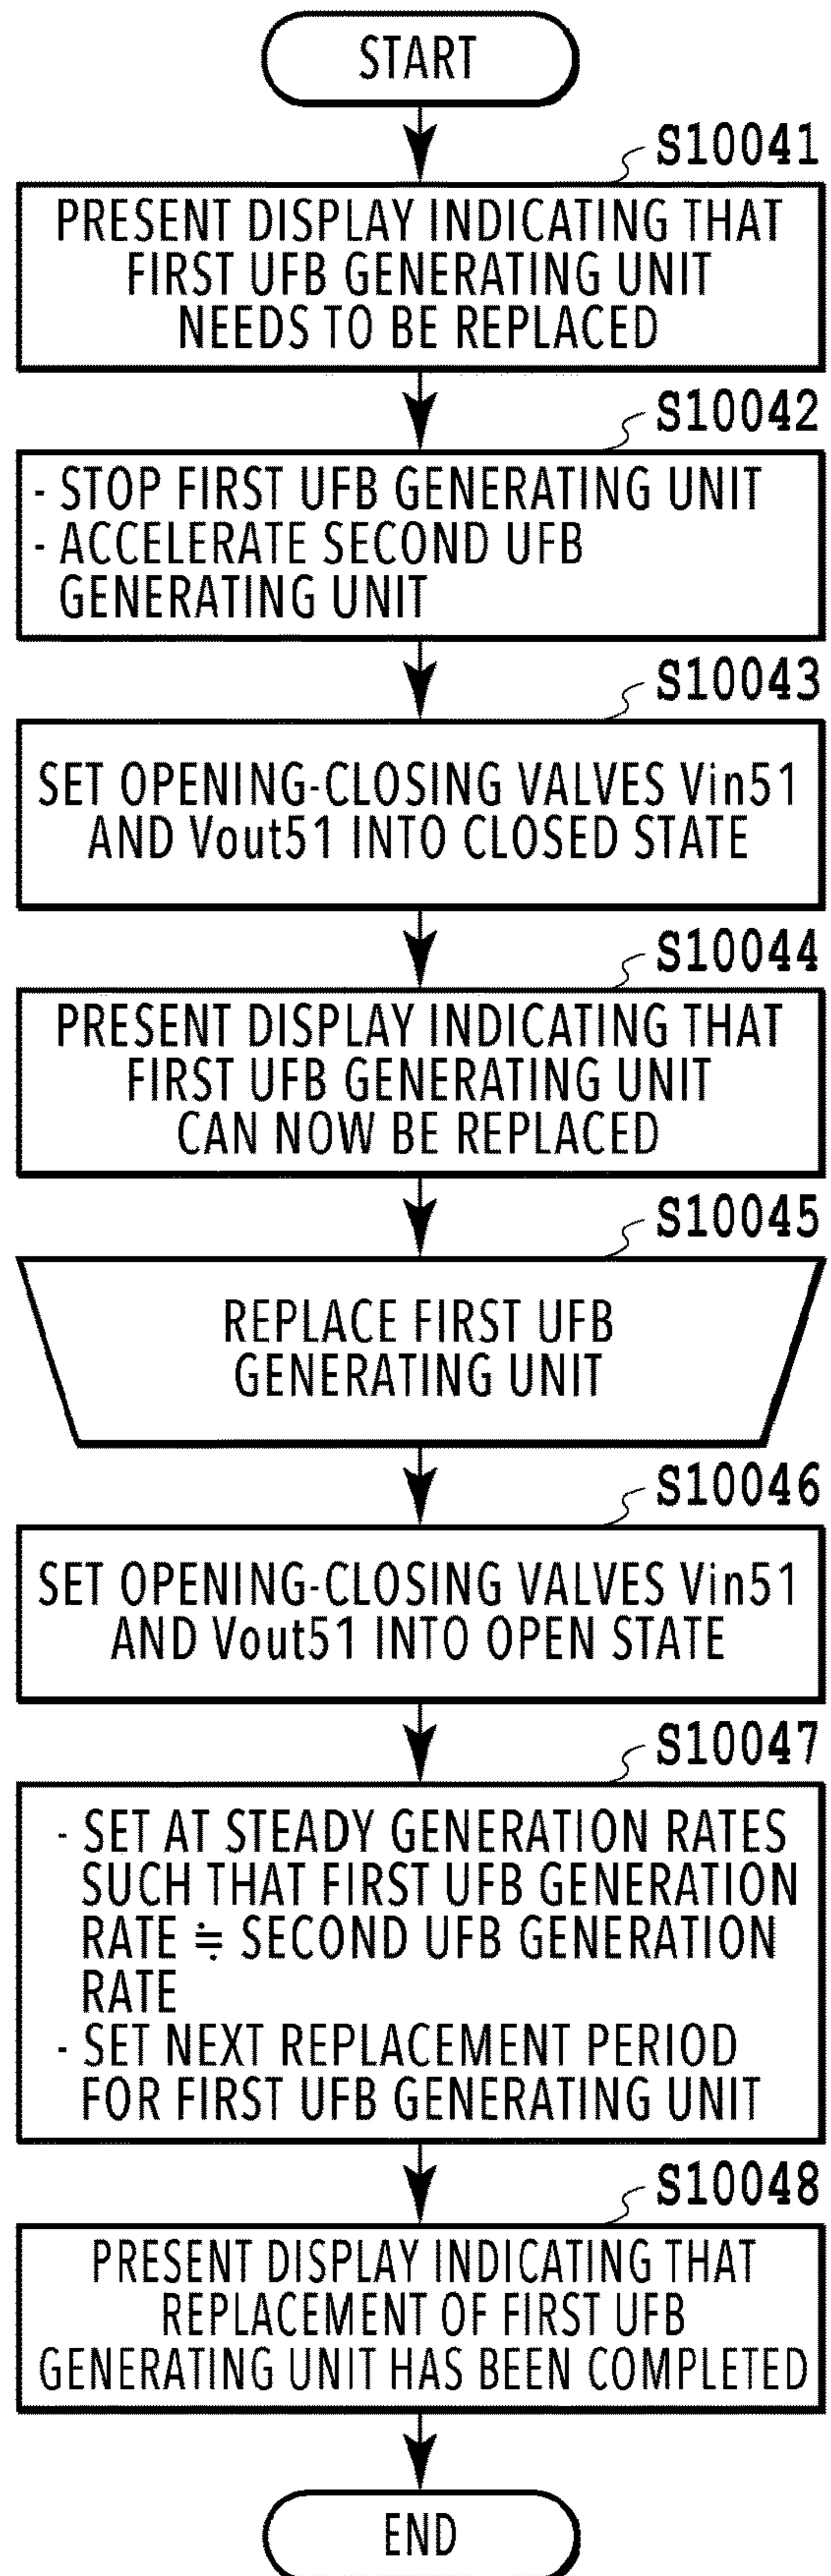 START
S10041
PRESENT DISPLAY INDICATING THAT
FIRST UFB GENERATING UNIT
NEEDS TO BE REPLACED
S10042
- STOP FIRST UFB GENERATING UNIT
- ACCELERATE SECOND UFB
GENERATING UNIT
S10043
SET OPENING-CLOSING VALVES Vin51
AND Vout51 INTO CLOSED STATE
S10044
PRESENT DISPLAY INDICATING THAT
FIRST UFB GENERATING UNIT
CAN NOW BE REPLACED
S10045
REPLACE FIRST UFB
GENERATING UNIT
S10046
SET OPENING-CLOSING VALVES Vin51
AND Vout51 INTO OPEN STATE
S10047
- SET AT STEADY GENERATION RATES
SUCH THAT FIRST UFB GENERATION
RATE ≒ SECOND UFB GENERATION
RATE
- SET NEXT REPLACEMENT PERIOD
FOR FIRST UFB GENERATING UNIT
S10048
PRESENT DISPLAY INDICATING THAT
REPLACEMENT OF FIRST UFB
GENERATING UNIT HAS BEEN COMPLETED
END